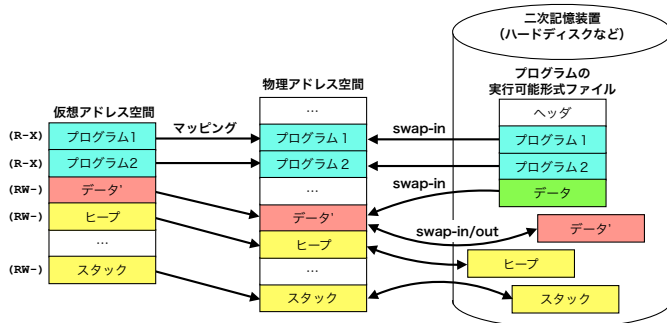 二次記憶装置
（ハードディスクなど）
物理アドレス空間
プログラムの
実行可能形式ファイル
仮想アドレス空間
…
ヘッダ
(R-X)
プログラム1
マッピング
プログラム 1
swap-in
プログラム 1
(R-X)
プログラム2
プログラム 2
プログラム 2
(RW-)
データ'
…
swap-in
データ
(RW-)
ヒープ
データ'
swap-in/out
データ'
…
ヒープ
ヒープ
(RW-)
スタック
…
スタック
スタック